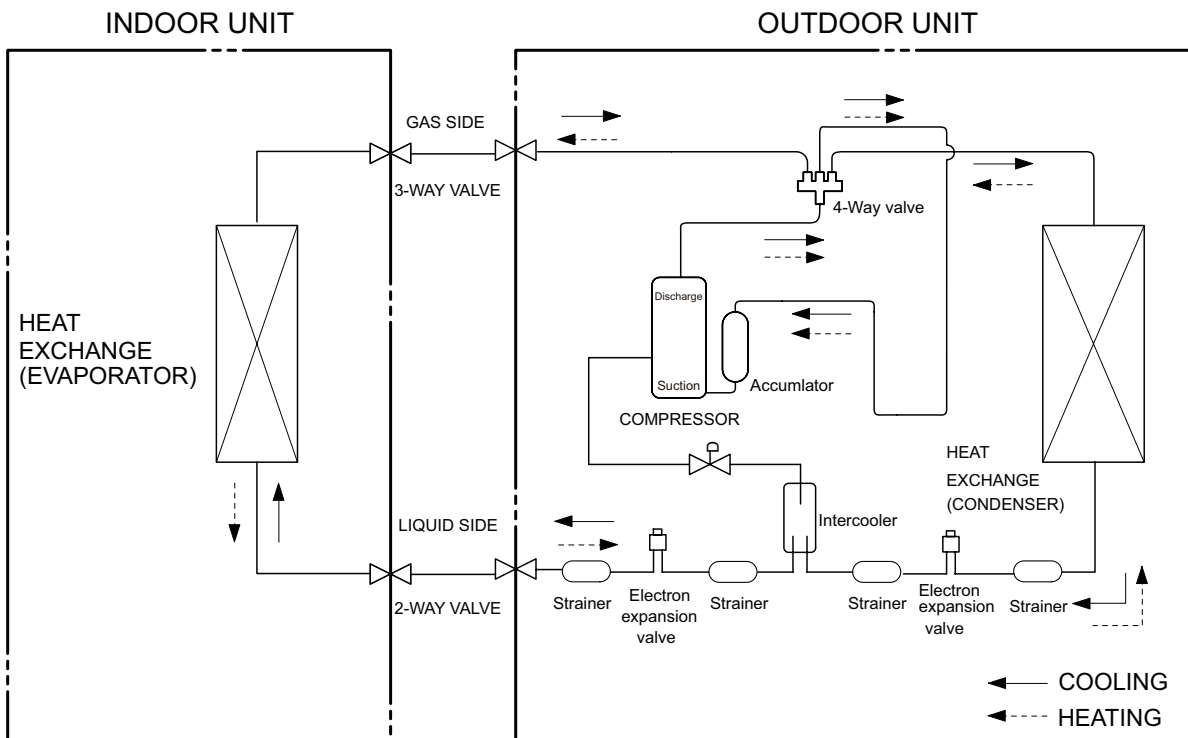 INDOOR UNIT
OUTDOOR UNIT
GAS SIDE
3-WAY VALVE
4-Way valve
Discharge
Suction
Accumlator
COMPRESSOR
HEAT
EXCHANGE
(EVAPORATOR)
HEAT
EXCHANGE
(CONDENSER)
Intercooler
LIQUID SIDE
2-WAY VALVE
Strainer
Electron
expansion
valve
Strainer
Strainer
Electron
expansion
valve
Strainer
COOLING
HEATING